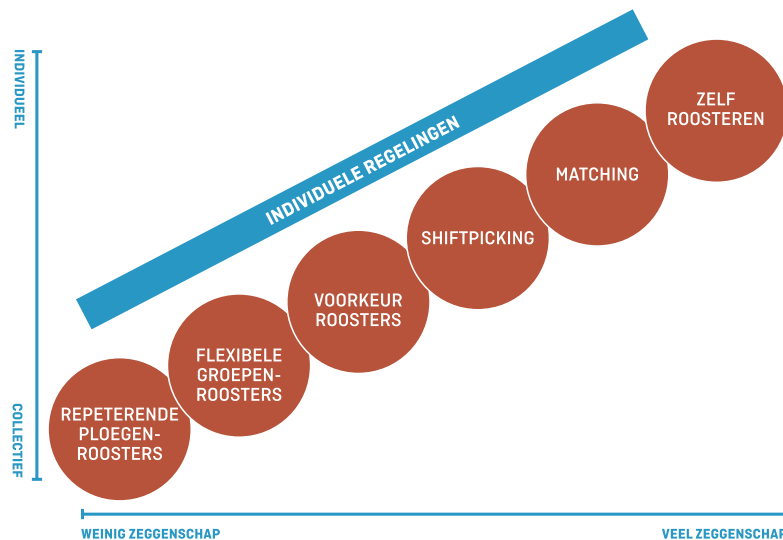 INDIVIDUEEL
COLLECTIEF
INDIVIDUELE REGELINGEN
ZELF
ROOSTEREN
MATCHING
SHIFTPICKING
VOORKEUR
ROOSTERS
FLEXIBELE
GROEPEN-
ROOSTERS
REPETERENDE
PLOEGEN-
ROOSTERS
WEINIG ZEGGENSCHAP
VEEL ZEGGENSCHAP